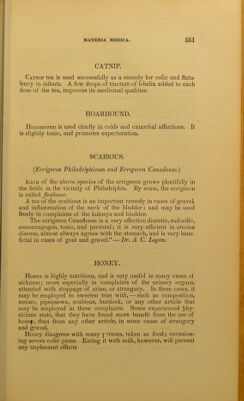 MATERIA MEDICA. 551
CATNIP.
CATNIP tea is used successfully as a remedy for colic and flatu-
lency in infants. A few drops of tincture of lobelia added to each
dose of the tea, improves its medicinal qualities.
HOARHOUND.
HOARHOUND is used chiefly in colds and catarrhal affections. It
is slightly tonic, and promotes expectoration.
SCABIOUS.
(Errigeron Philadelphicum and Errigeron Canadense.)
EACH of the above species of the errigeron grows plentifully in
the fields in the vicinity of Philadelphia. By some, the errigeron
is called fleabane.
A tea of the scabious is an important remedy in cases of gravel,
and inflammation of the neck of the bladder; and may be used
freely in complaints of the kidneys and bladder.
The errigeron Canadense is a very effective diuretic, sudorific,
emmenagogue, tonic, and pectoral; it is very efficient in uterine
disease, almost always agrees with the stomach, and is very bene-
ficial in cases of gout and gravel." — Dr. A. C. Logan.
HONEY.
HONEY is highly nutritious, and is very useful in many cases of
sickness; more especially in complaints of the urinary organs,
attended with stoppage of urine, or strangury. In these cases, it
may be employed to sweeten teas with, — such as composition,
sumac, pipsisewa, scabious, burdock, or any other article that
may be employed in those complaints. Some experienced phy-
sicians state, that they have found more benefit from the use of
honey, than from any other article, in some cases of strangury
and gravel.
Honey disagrees with many persons, taken as food; occasion-
ing severe colic pains. Eating it with milk, however, will prevent
any unpleasant effects